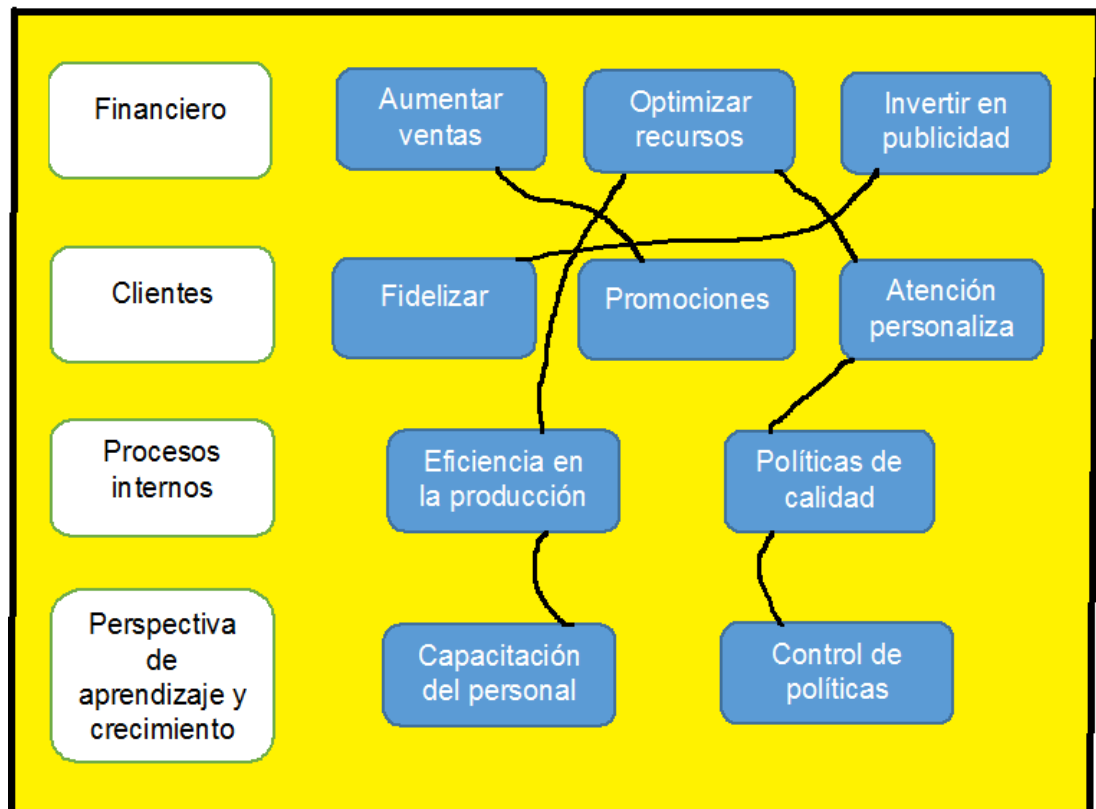 Financiero
Aumentar
ventas
Optimizar
recursos
Invertir en
publicidad
Clientes
Fidelizar
Promociones
Atención
personaliza
Procesos
internos
Eficiencia en
la producción
Políticas de
calidad
Perspectiva
de
aprendizaje y
crecimiento
Capacitación
del personal
Control de
políticas